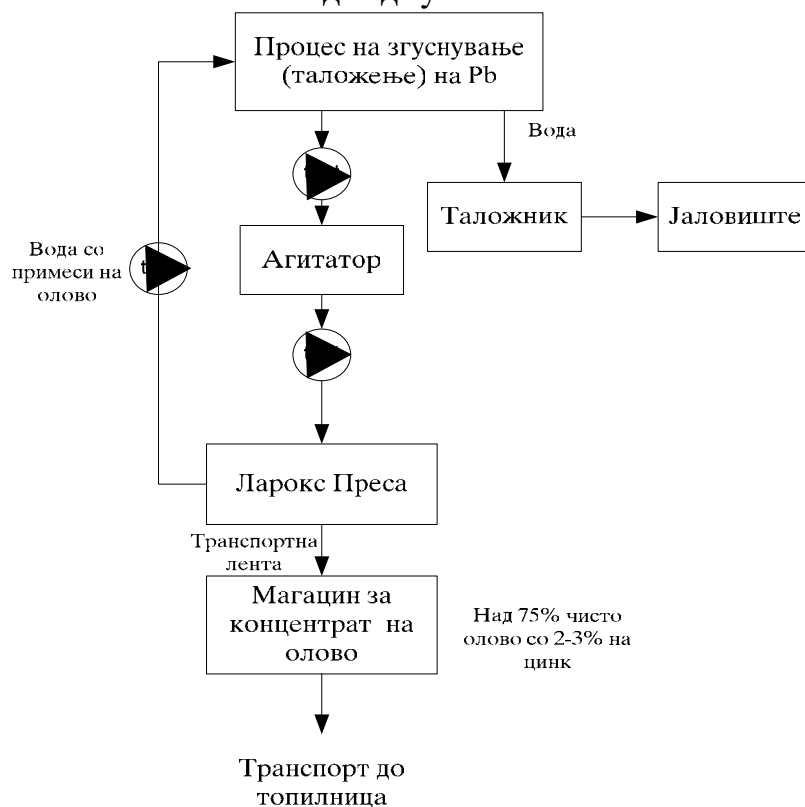 Процес на згуснување
(таложење) на Pb
Вода
Таложник
Јаловиште
Агитатор
Вода со
примеси на
олово
Ларокс Преса
Транспортна
лента
Магацин за
концентрат на
олово
Над 75% чисто
олово со 2-3% на
цинк
Транспорт до
топилница